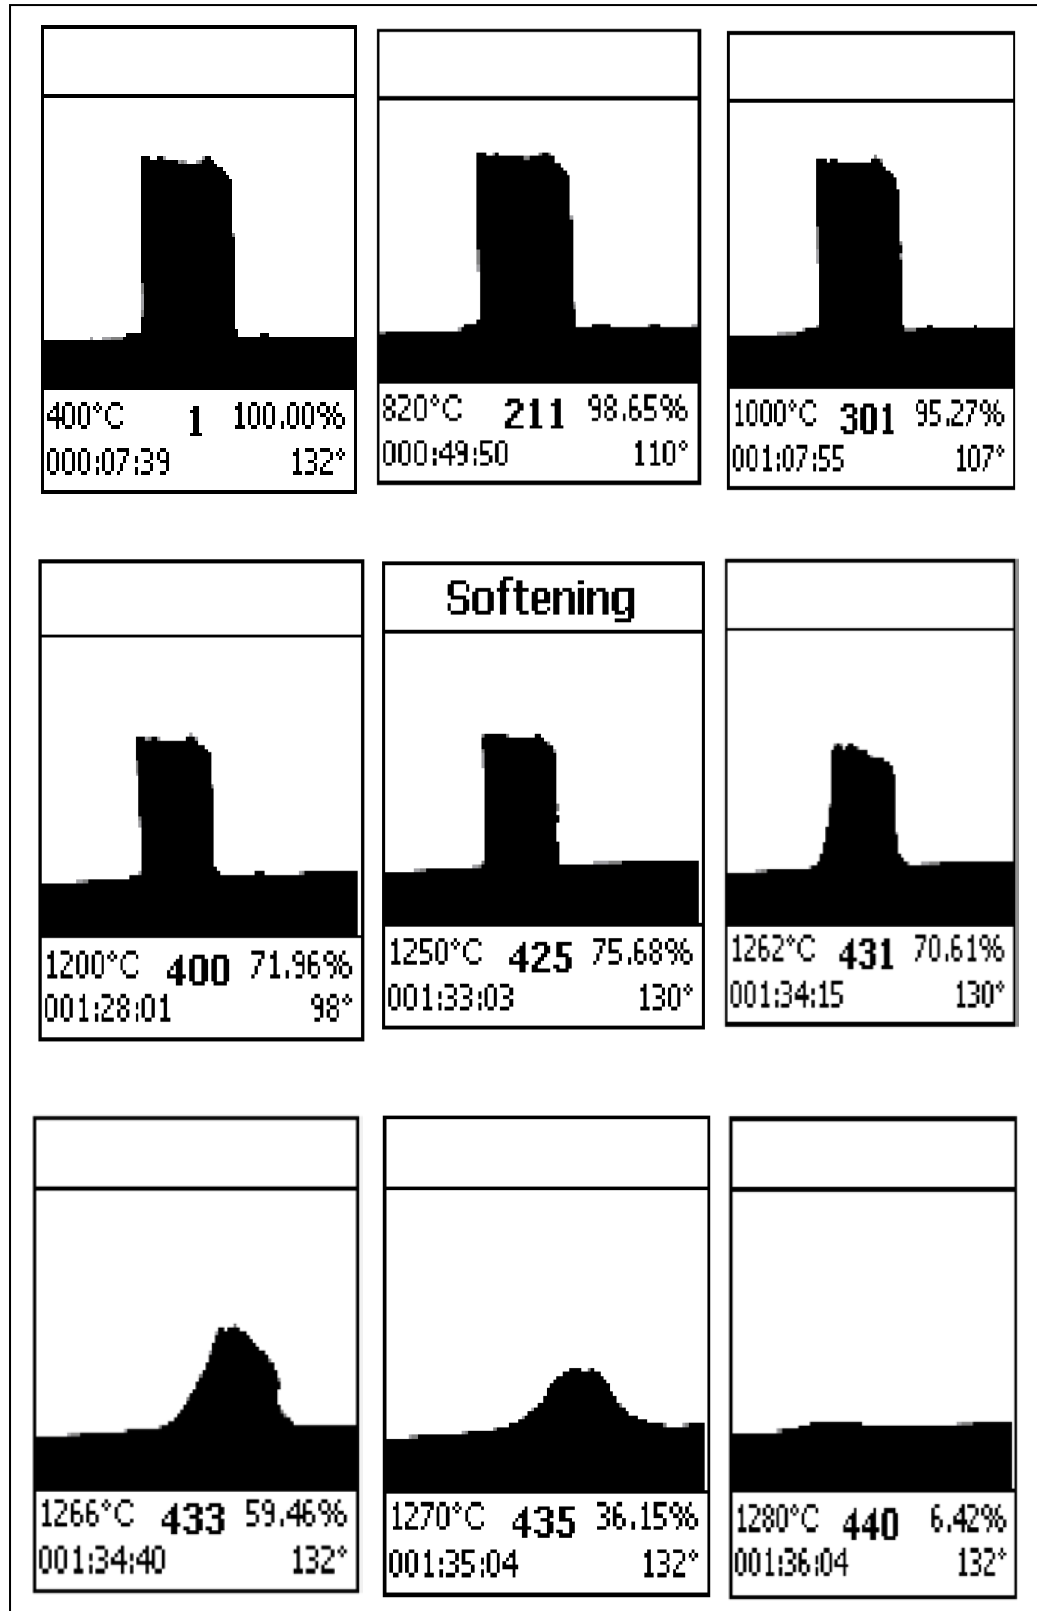 400°C 1 100.00%
000:07:39 132°
820°C 211 98.65%
000:49:50 110°
1000°C 301 95.27%
001:07:55 107°
1200°C 400 71.96%
001:28:01 98°
Softening
1250°C 425 75.68%
001:33:03 130°
1262°C 431 70.61%
001:34:15 130°
1266°C 433 59.46%
001:34:40 132°
1270°C 435 36.15%
001:35:04 132°
1280°C 440 6.42%
001:36:04 132°